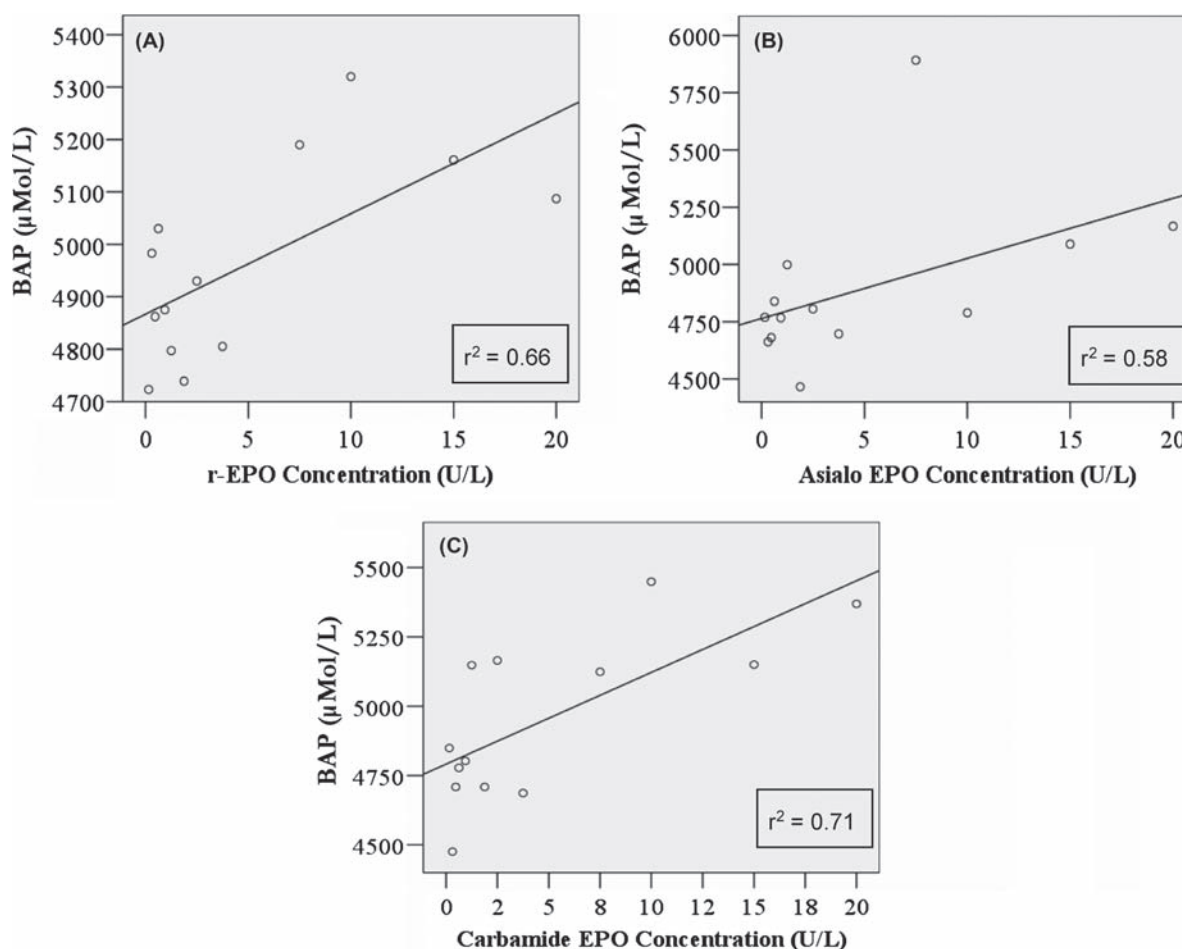 (A)
BAP (µMol/L)
5400
5300
5200
5100
5000
4900
4800
4700
r² = 0.66
0 5 10 15 20
r-EPO Concentration (U/L)
(B)
BAP (µMol/L)
6000
5750
5500
5250
5000
4750
4500
r² = 0.58
0 5 10 15 20
Asialo EPO Concentration (U/L)
(C)
BAP (µMol/L)
5500
5250
5000
4750
4500
r² = 0.71
0 2 5 8 10 12 15 18 20
Carbamide EPO Concentration (U/L)